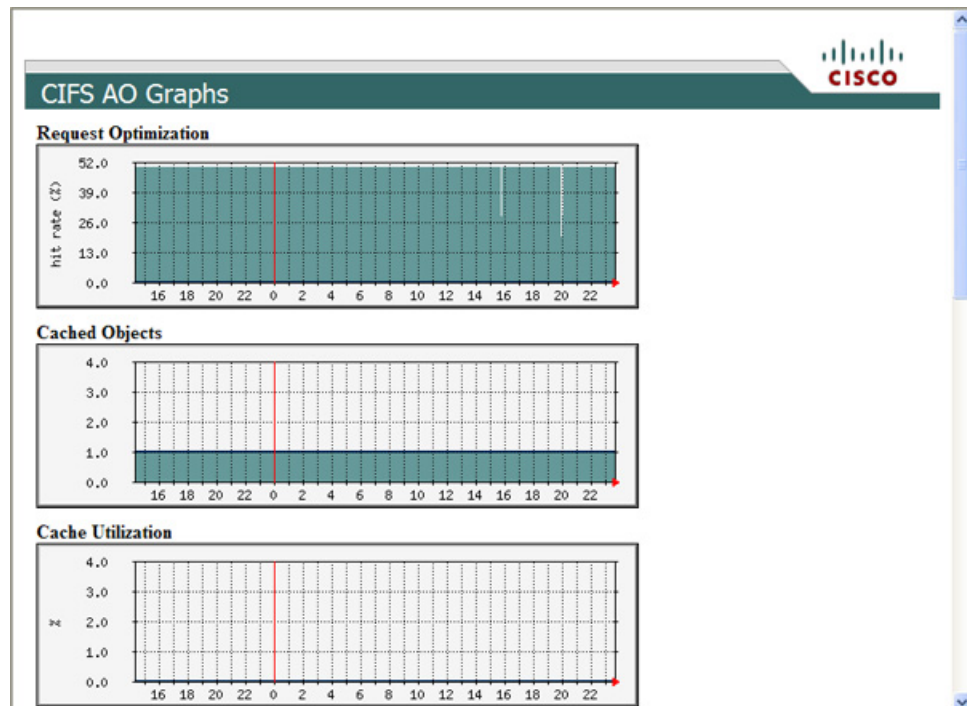 CISCO
CIFS AO Graphs
Request Optimization
52.0
39.0
26.0
13.0
0.0
hit rate (%)
16 18 20 22 0 2 4 6 8 10 12 14 16 18 20 22
Cached Objects
4.0
3.0
2.0
1.0
0.0
16 18 20 22 0 2 4 6 8 10 12 14 16 18 20 22
Cache Utilization
4.0
3.0
2.0
1.0
0.0
%
16 18 20 22 0 2 4 6 8 10 12 14 16 18 20 22